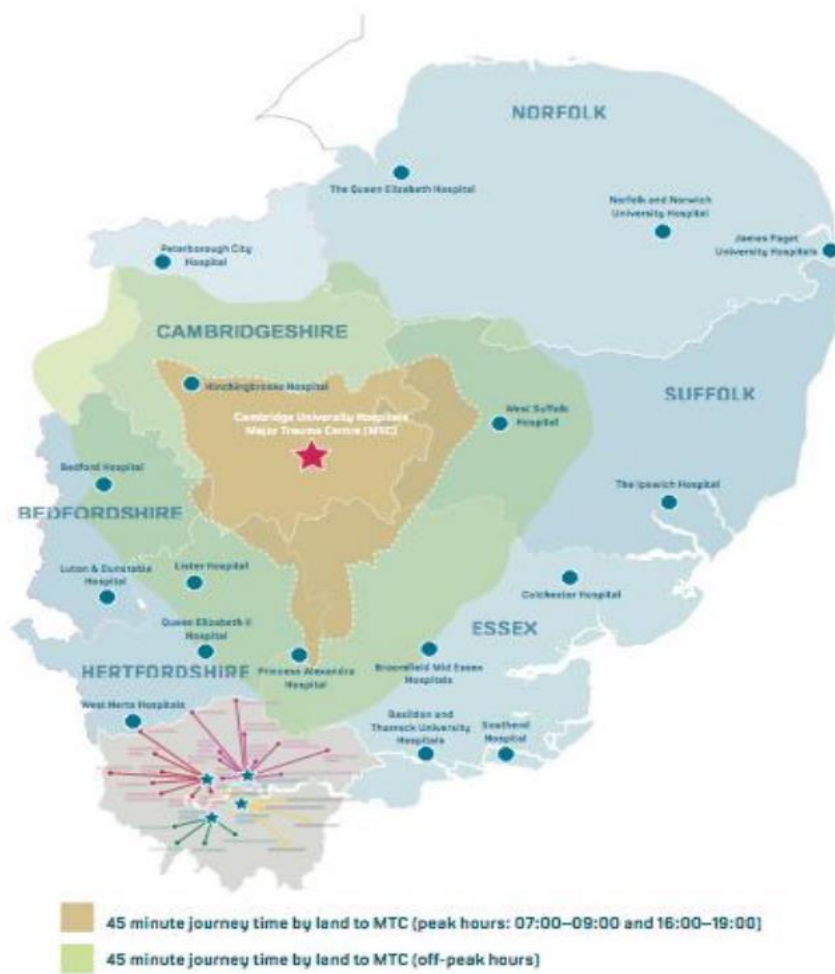 NORFOLK
The Queen Elizabeth Hospital
Norfolk and Norwich
University Hospital
James Paget
University Hospitals
Peterborough City
Hospital
CAMBRIDGESHIRE
Hinchingbrooke Hospital
Cambridge University Hospitals
Major Trauma Centre (MTC)
West Suffolk
Hospital
SUFFOLK
Bedford Hospital
The Ipswich Hospital
BEDFORDSHIRE
Lister Hospital
Luton & Dunstable
Hospital
Colchester Hospital
Queen Elizabeth II
Hospital
ESSEX
HERTFORDSHIRE
Princess Alexandra
Hospital
Broomfield Mid Essex
Hospitals
West Herts Hospitals
Basildon and
Thurrock University
Hospitals
Southend
Hospital
45 minute journey time by land to MTC (peak hours: 07:00–09:00 and 16:00–19:00)
45 minute journey time by land to MTC (off-peak hours)